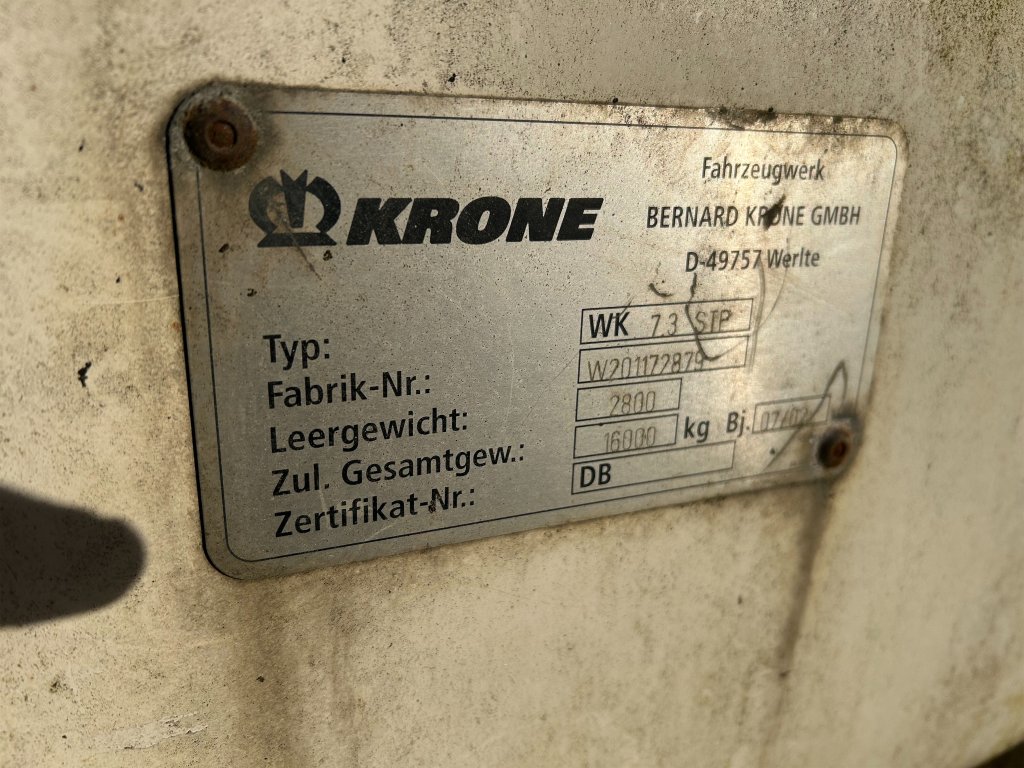 KRONE
Fahrzeugwerk
BERNARD KRONE GMBH
D-49757 Werlte
Typ: WK 7.3 STP
Fabrik-Nr.: W201172879
Leergewicht: 2800
Zul. Gesamtgew.: 16000 kg Bj. 07/02
Zertifikat-Nr.: DB